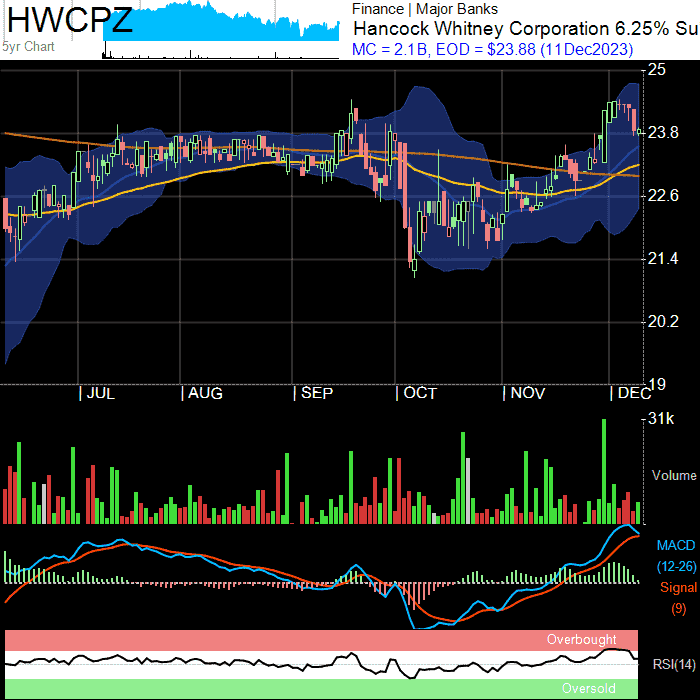 HWCPZ
5yr Chart
Finance | Major Banks
Hancock Whitney Corporation 6.25% Su
MC = 2.1B, EOD = $23.88 (11Dec2023)
25
23.8
22.6
21.4
20.2
19
| JUL | AUG | SEP | OCT | NOV | DEC
31k
Volume
MACD
(12-26)
Signal
(9)
Overbought
RSI(14)
Oversold